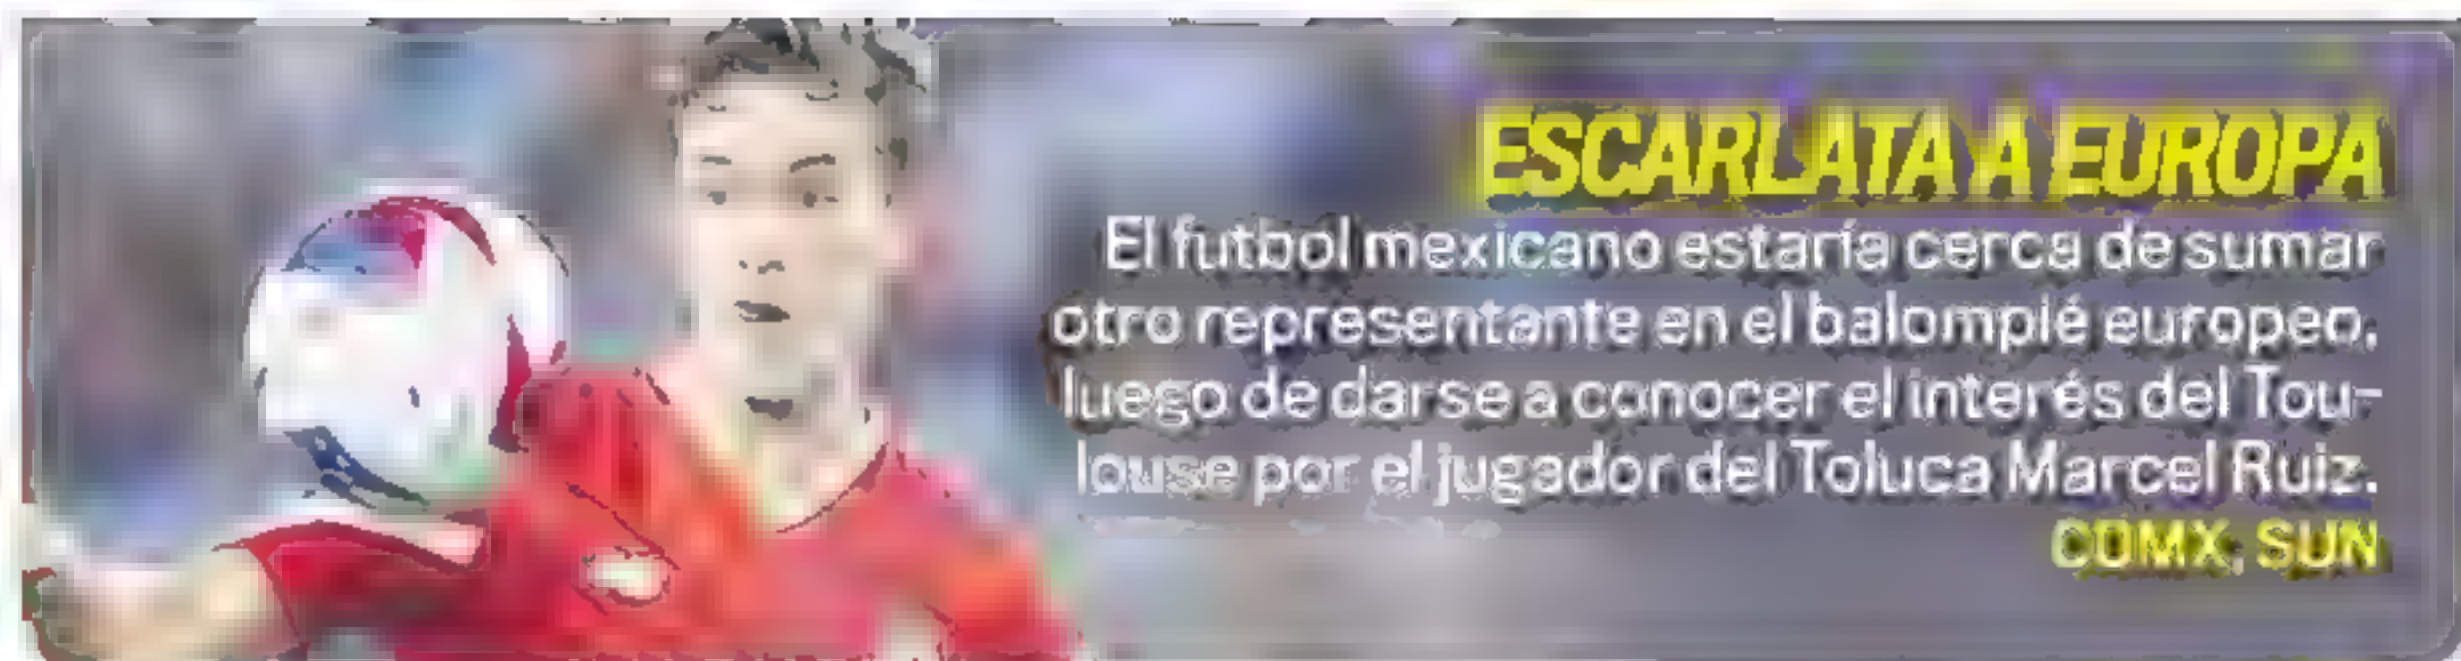 ESCARLATA A EUROPA
El futbol mexicano estaría cerca de sumar
otro representante en el balompié europeo,
luego de darse a conocer el interés del Tou-
louse por el jugador del Toluca Marcel Ruiz.
CDMX, SUN